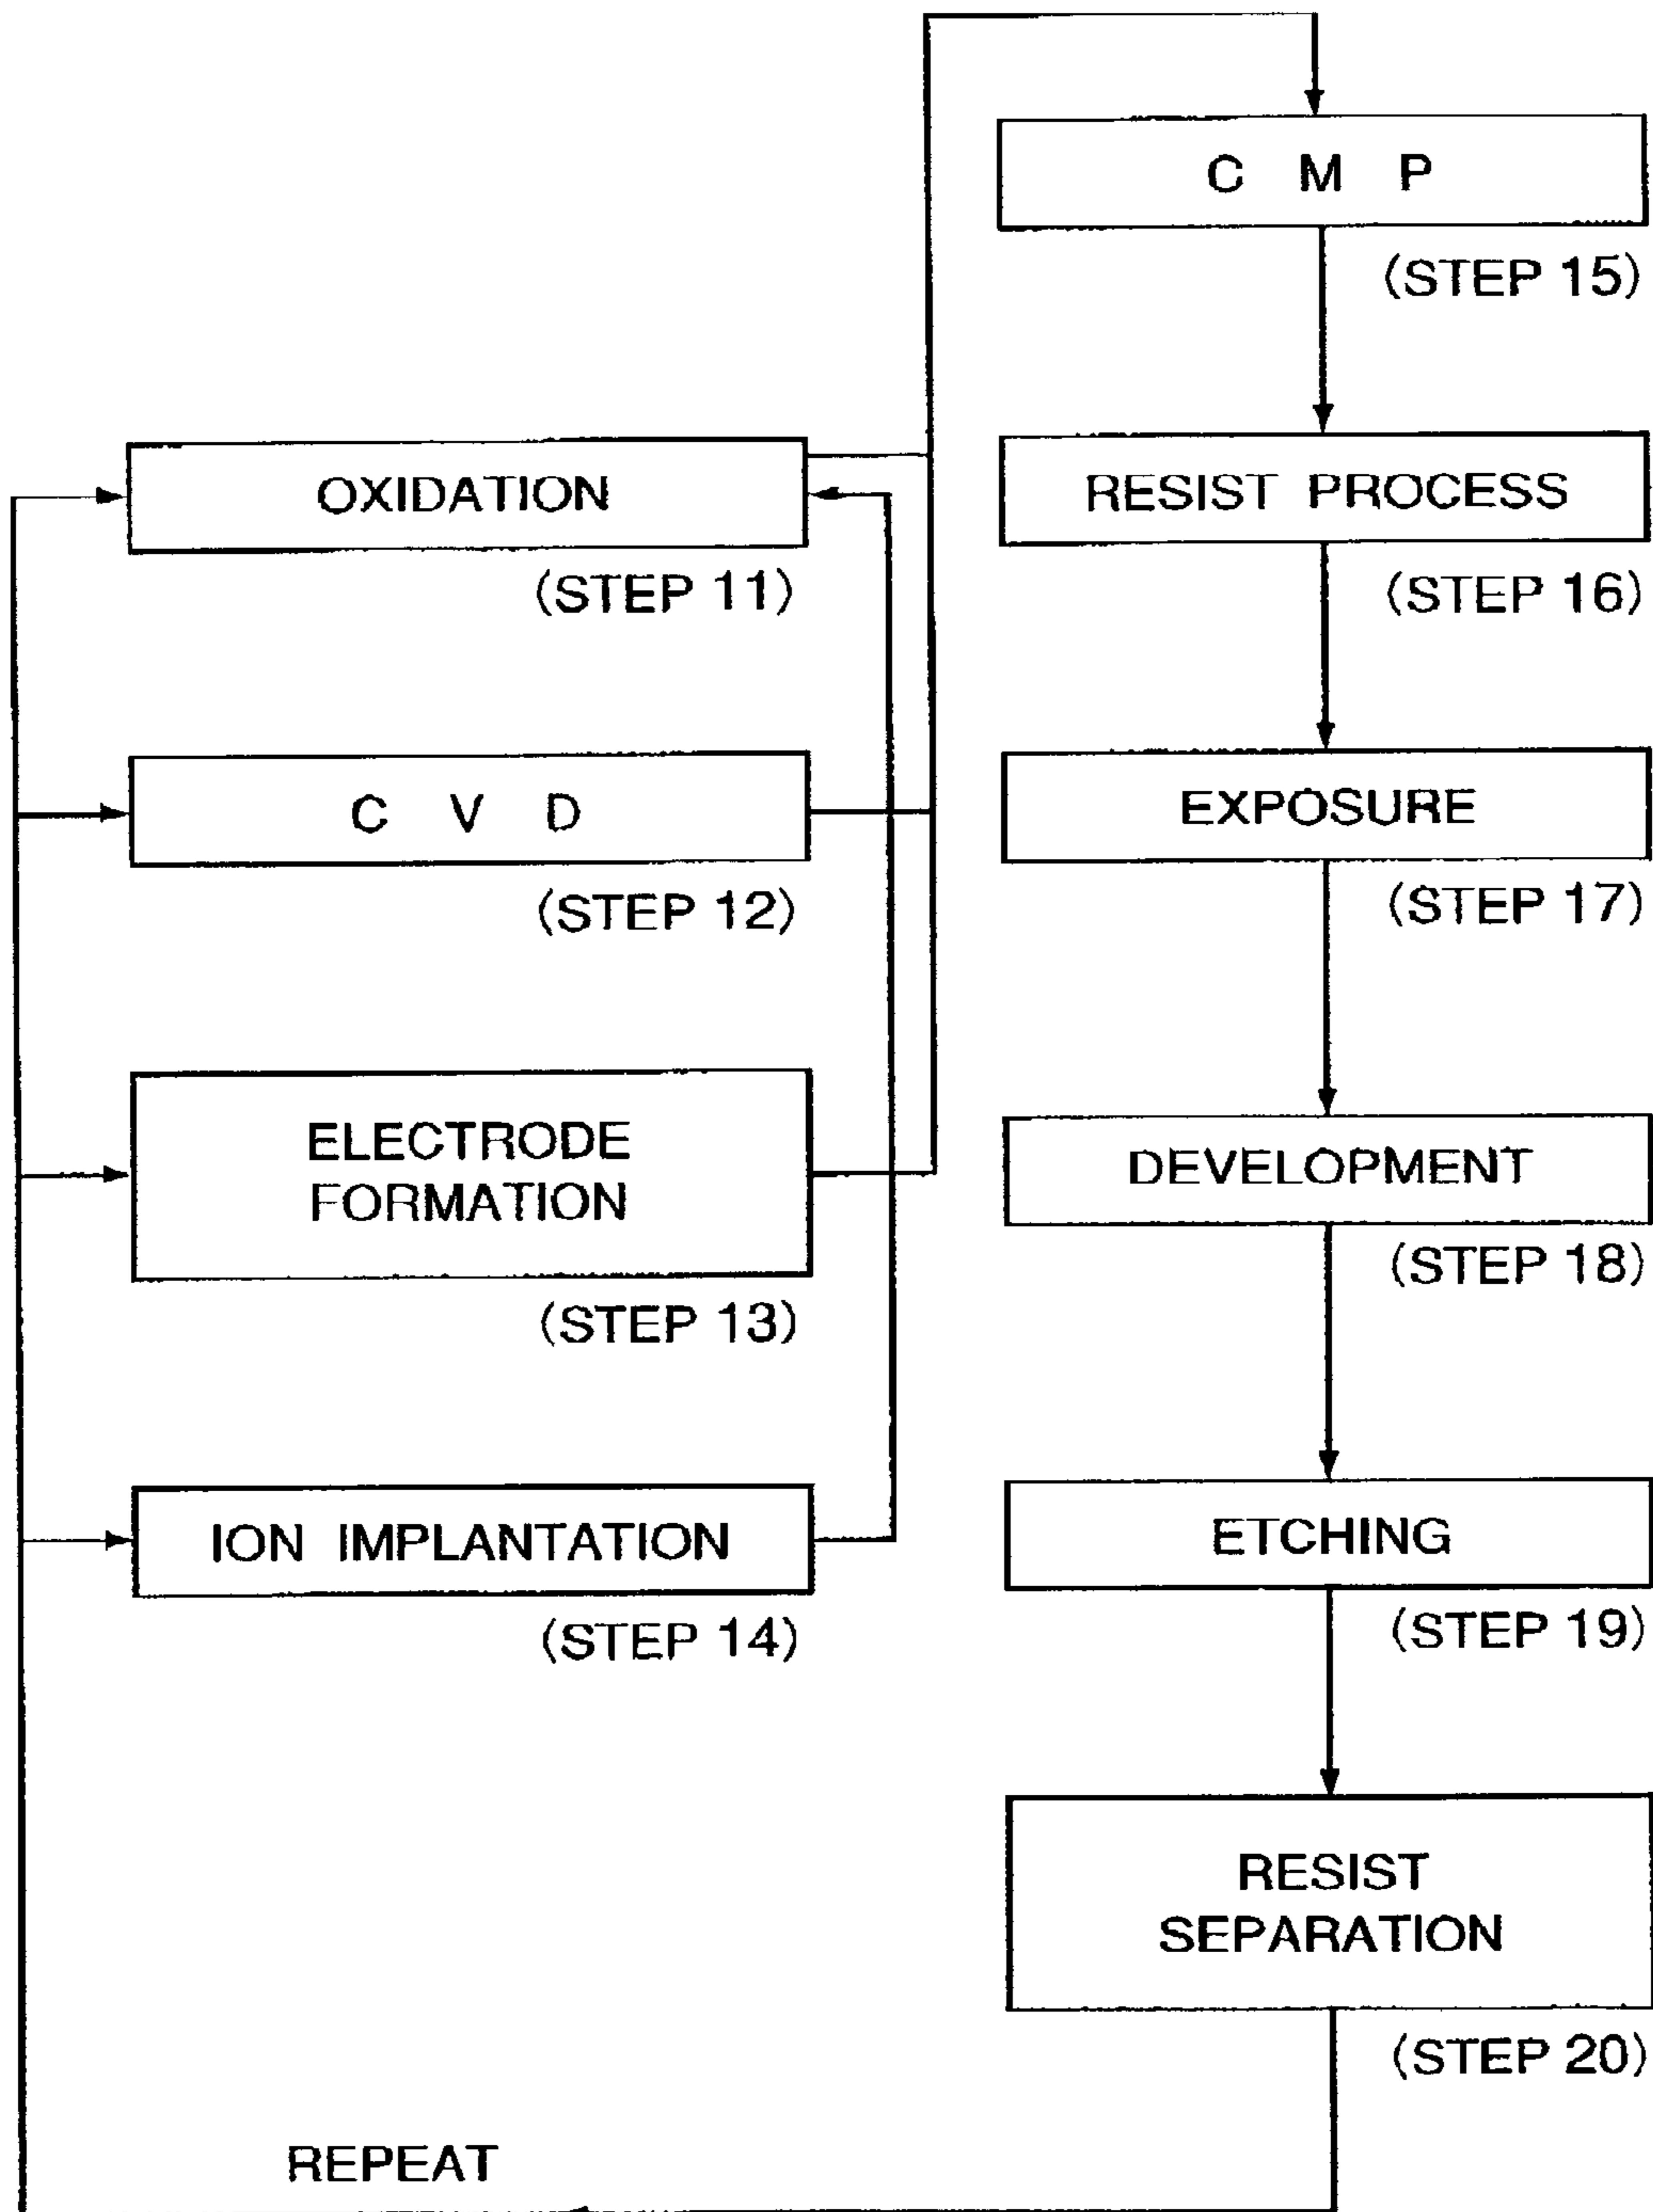 OXIDATION
(STEP 11)
C V D
(STEP 12)
ELECTRODE
FORMATION
(STEP 13)
ION IMPLANTATION
(STEP 14)
C M P
(STEP 15)
RESIST PROCESS
(STEP 16)
EXPOSURE
(STEP 17)
DEVELOPMENT
(STEP 18)
ETCHING
(STEP 19)
RESIST
SEPARATION
(STEP 20)
REPEAT